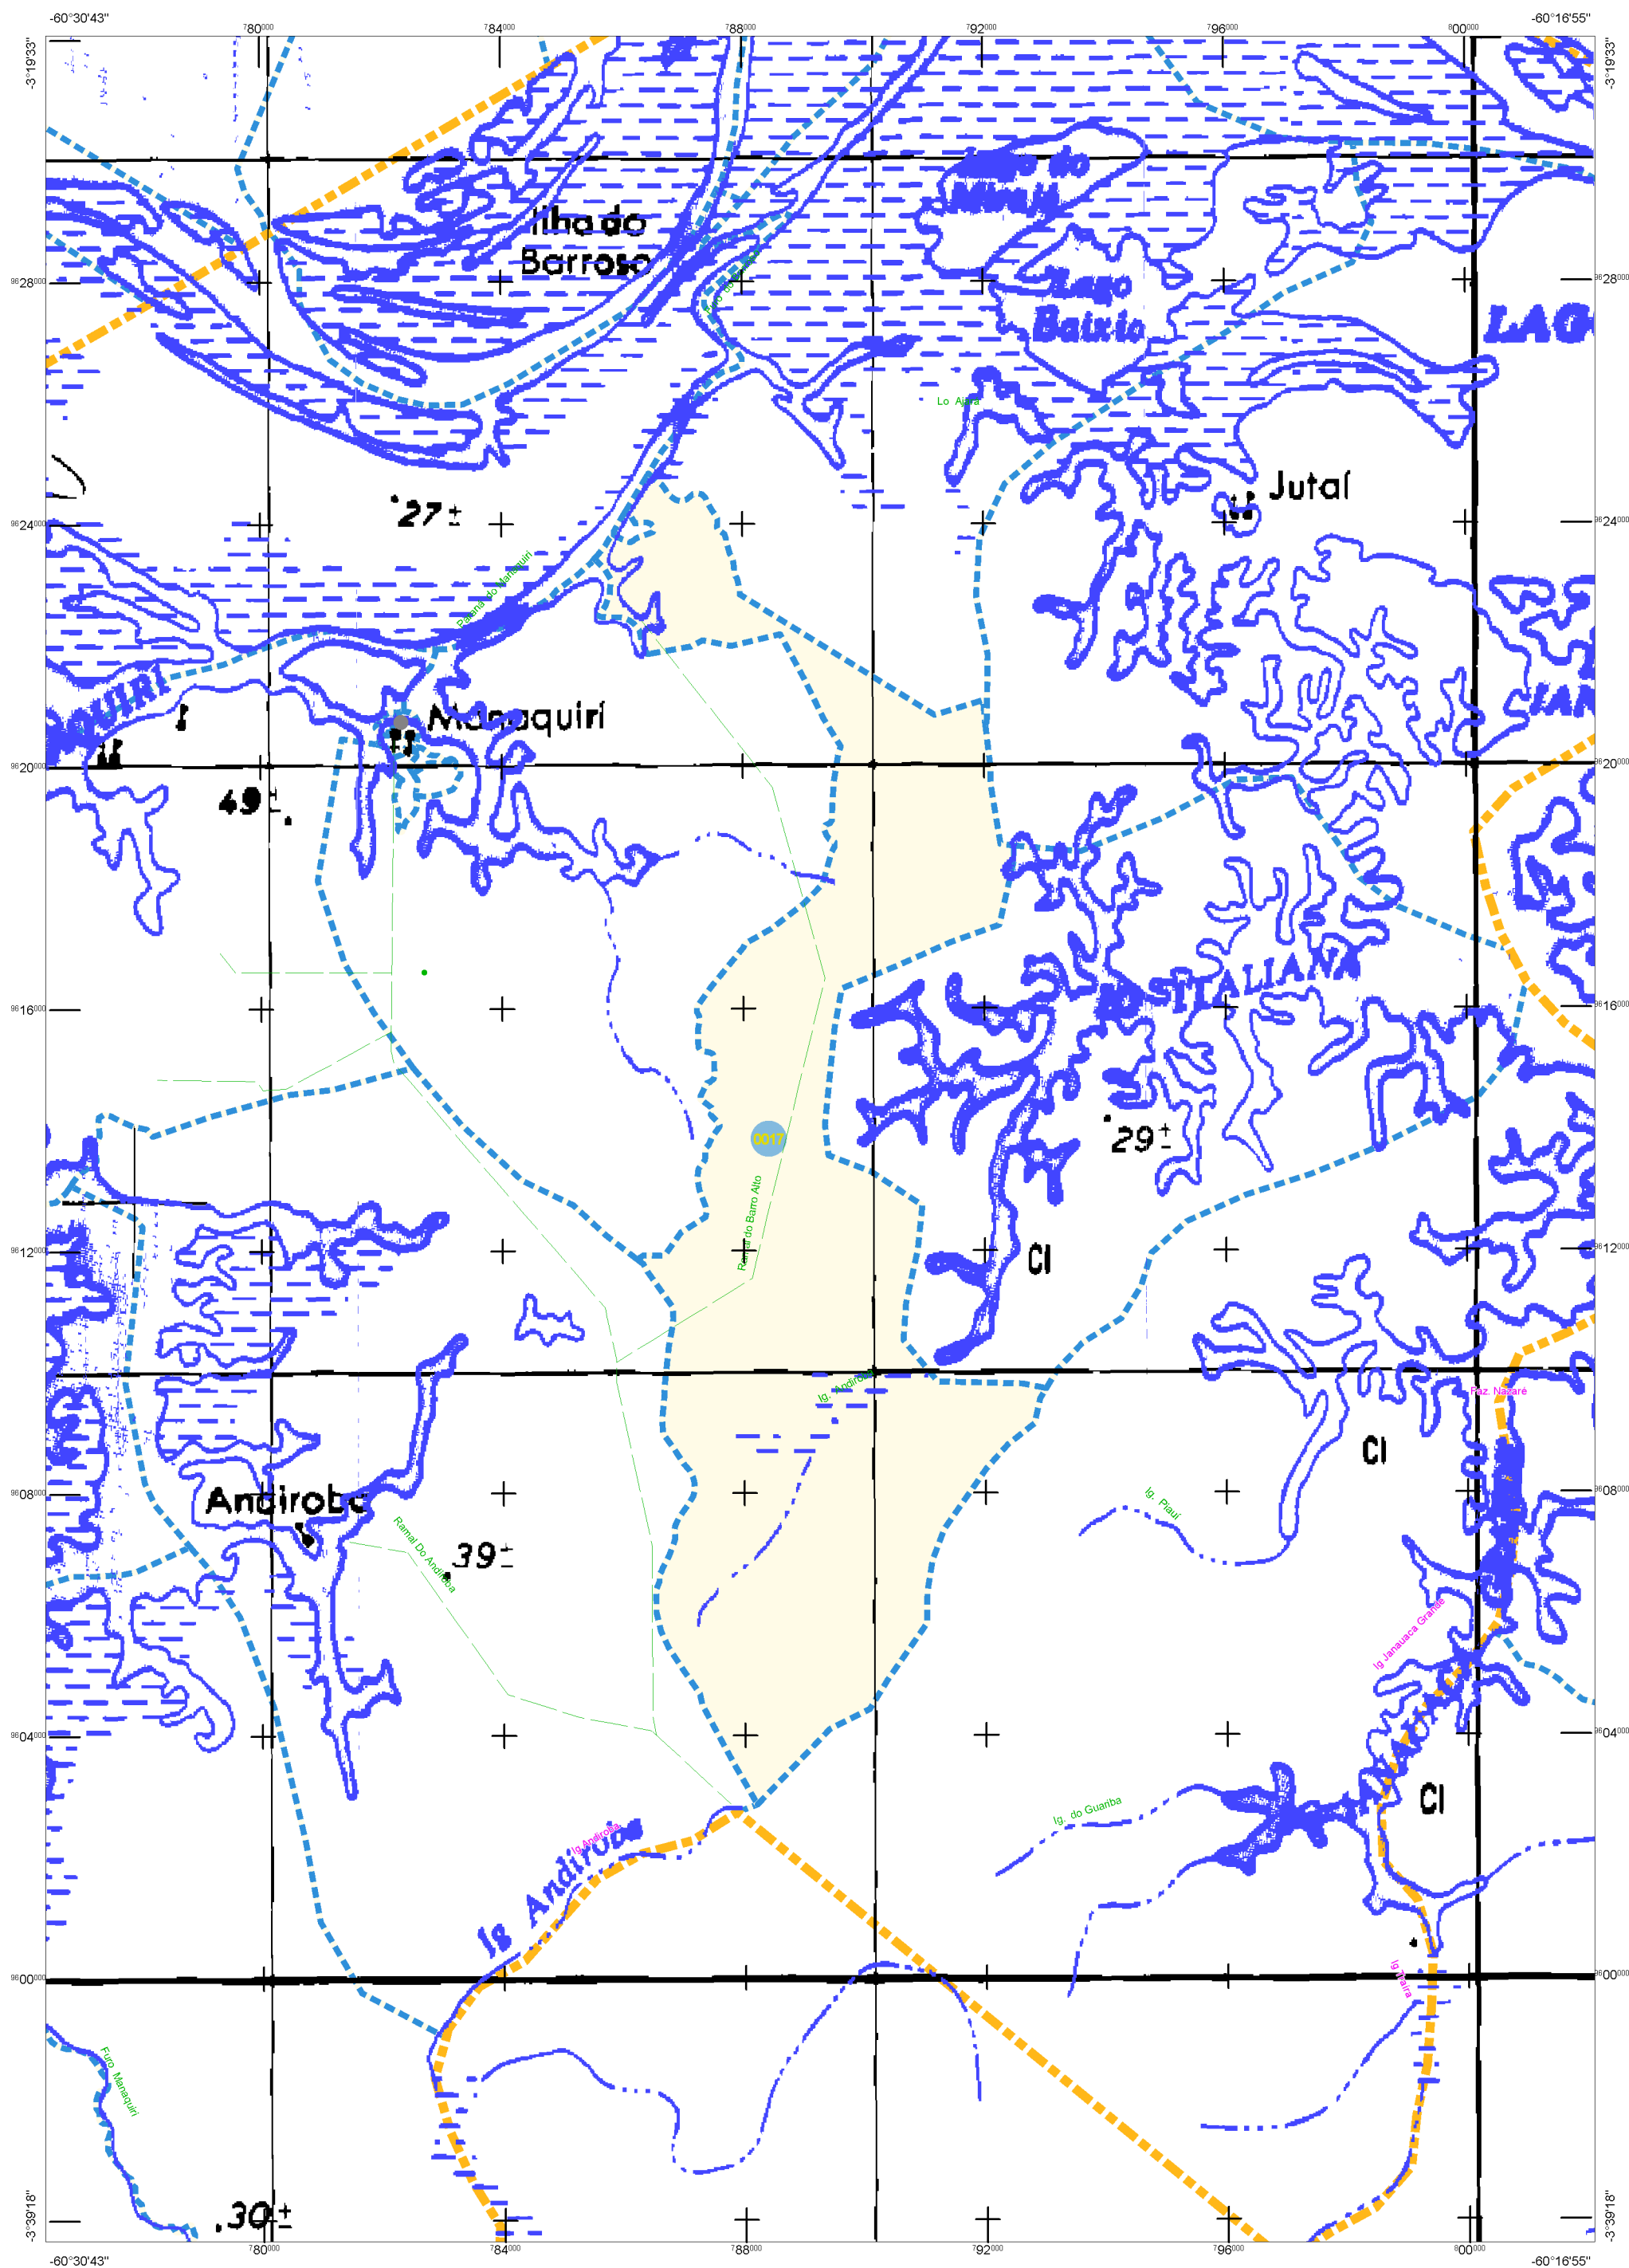 -60°30'43"
780000
784000
788000
792000
796000
800000
-60°16'55"
-3°19'33"
-3°19'33"
Ilha do
Barroso
9628000
9628000
Lago
Baixio
LAG
Lo Ajara
Jutaí
27±
9624000
9624000
Paraná do Manaquiri
Manaquirí
JAN
9620000
9620000
49±
COSTA ITALIANA
9616000
9616000
29±
0017
Ramal do Barro Alto
9612000
9612000
CI
Ig. Andiroba
Faz. Nazaré
CI
9608000
9608000
Andiroba
Ig. Piauí
Ramal Do Andiroba
39±
Ig Janauaca Grande
9604000
9604000
CI
Ig. do Guariba
Ig Andiroba
Ig Andiroba
9600000
9600000
Ig Traíra
Furo Manaquiri
30±
-3°39'18"
-3°39'18"
-60°30'43"
780000
784000
788000
792000
796000
800000
-60°16'55"